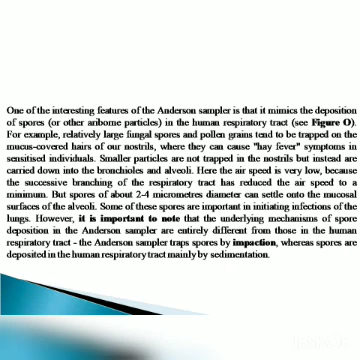 One of the interesting features of the Anderson sampler is that it mimics the deposition
of spores (or other airborne particles) in the human respiratory tract (see Figure O).
For example, relatively large fungal spores and pollen grains tend to be trapped on the
mucus-covered hairs of our nostrils, where they can cause "hay fever" symptoms in
sensitised individuals. Smaller particles are not trapped in the nostrils but instead are
carried down into the bronchioles and alveoli. Here the air speed is very low, because
the successive branching of the respiratory tract has reduced the air speed to a
minimum. But spores of about 2-4 micrometres diameter can settle onto the mucosal
surfaces of the alveoli. Some of these spores are important in initiating infections of the
lungs. However, it is important to note that the underlying mechanisms of spore
deposition in the Anderson sampler are entirely different from those in the human
respiratory tract - the Anderson sampler traps spores by impaction, whereas spores are
deposited in the human respiratory tract mainly by sedimentation.